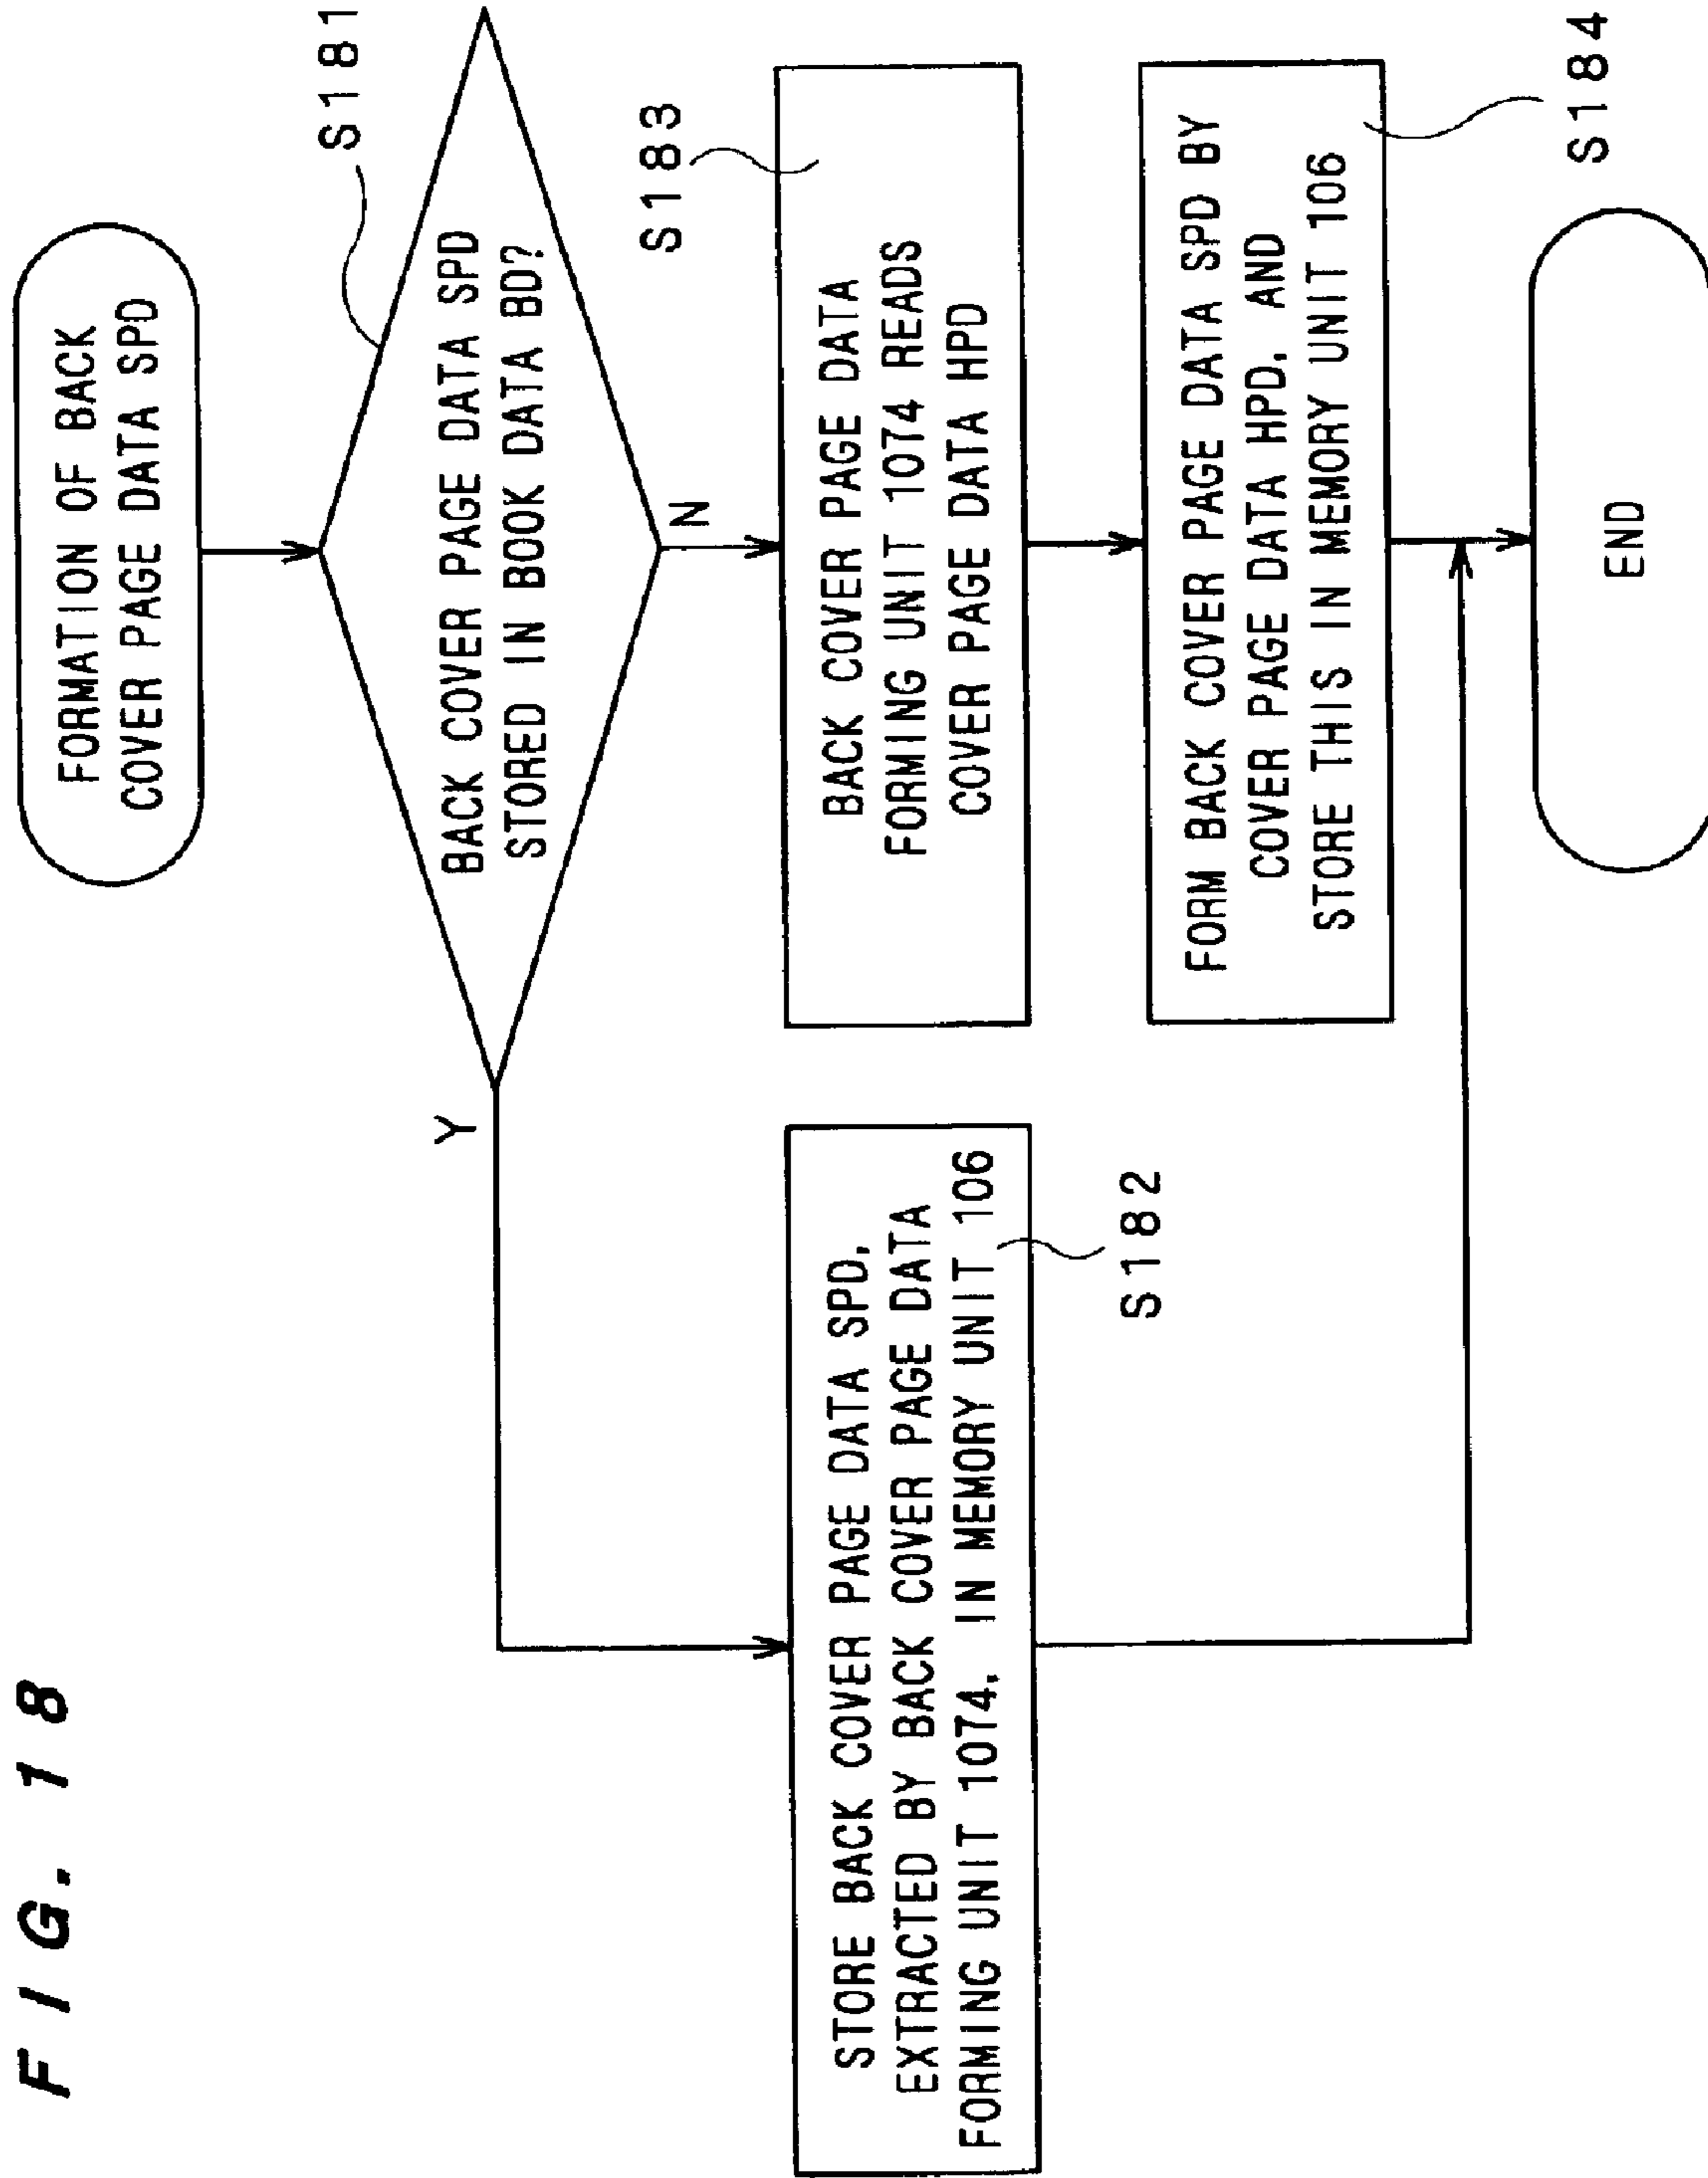 FIG. 18
FORMATION OF BACK
COVER PAGE DATA SPD
S181
BACK COVER PAGE DATA SPD
STORED IN BOOK DATA BD?
Y
N
STORE BACK COVER PAGE DATA SPD,
EXTRACTED BY BACK COVER PAGE DATA
FORMING UNIT 1074, IN MEMORY UNIT 106
S182
S183
BACK COVER PAGE DATA
FORMING UNIT 1074 READS
COVER PAGE DATA HPD
FORM BACK COVER PAGE DATA SPD BY
COVER PAGE DATA HPD, AND
STORE THIS IN MEMORY UNIT 106
S184
END